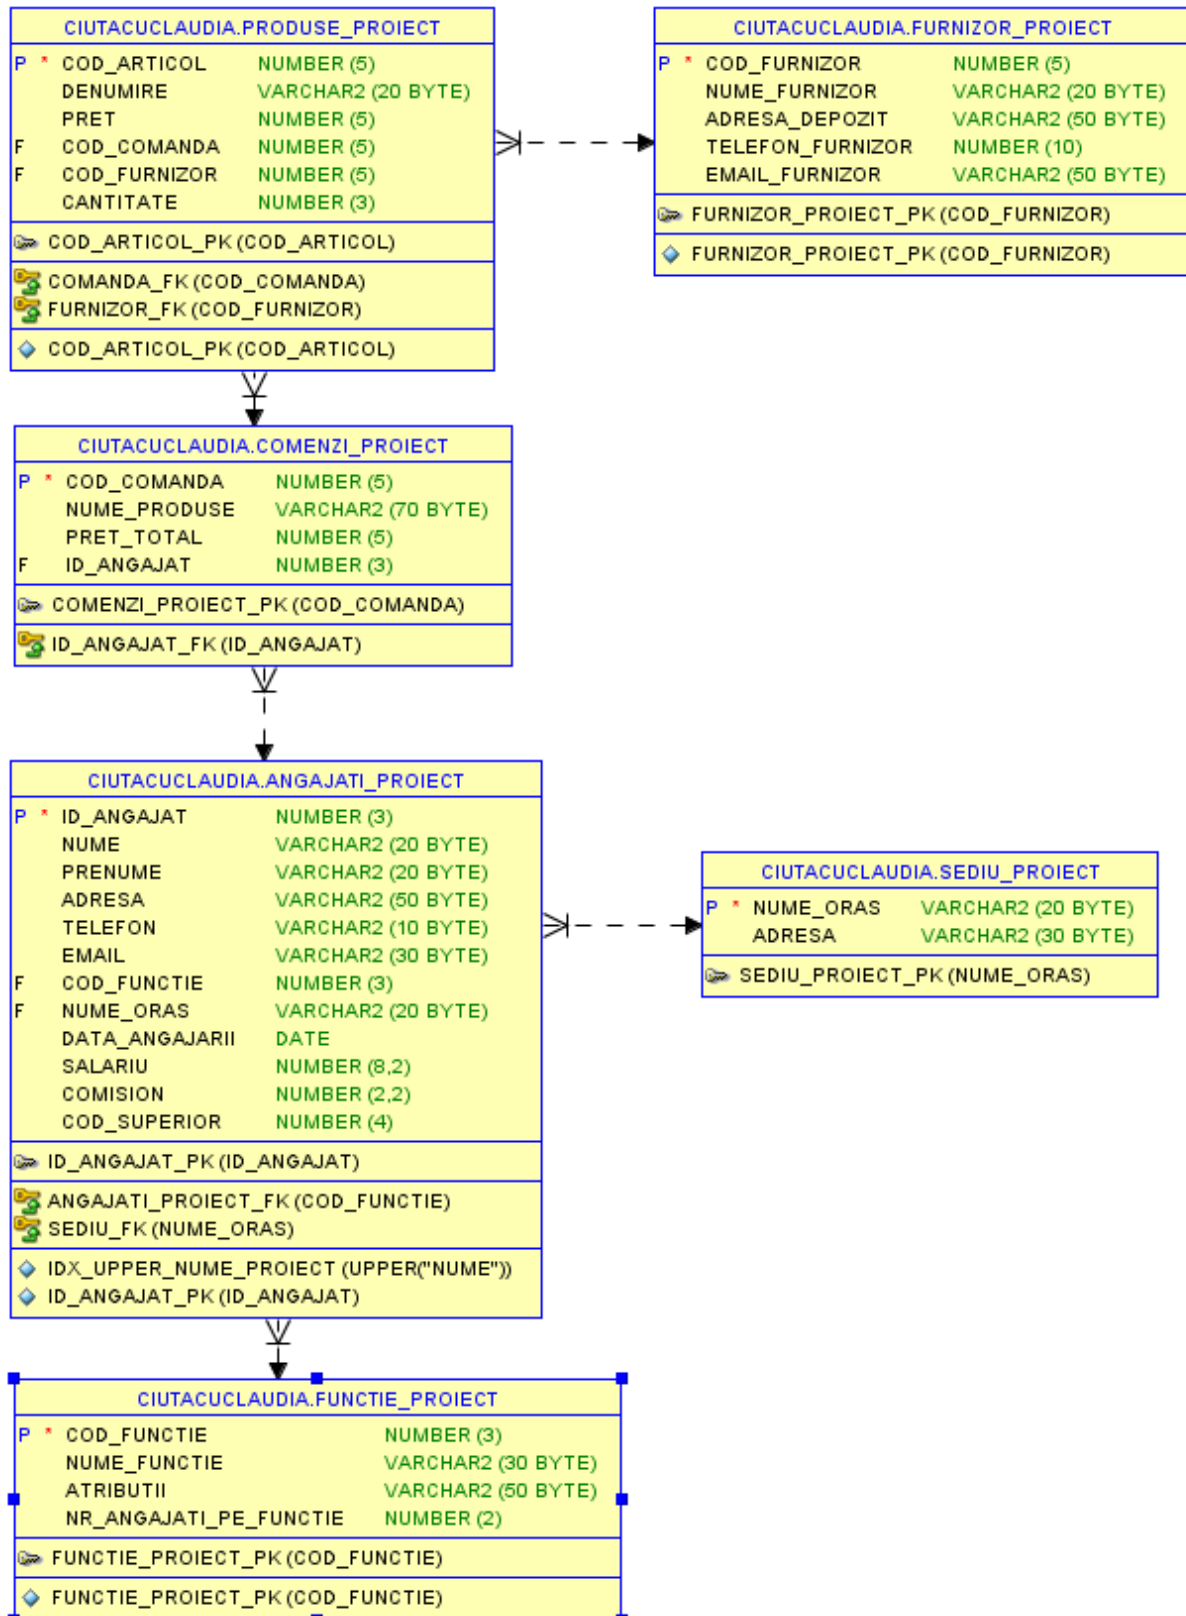 CIUTACUCLAUDIA.PRODUSE_PROIECT
P * COD_ARTICOL NUMBER (5)
DENUMIRE VARCHAR2 (20 BYTE)
PRET NUMBER (5)
F COD_COMANDA NUMBER (5)
F COD_FURNIZOR NUMBER (5)
CANTITATE NUMBER (3)
COD_ARTICOL_PK (COD_ARTICOL)
COMANDA_FK (COD_COMANDA)
FURNIZOR_FK (COD_FURNIZOR)
COD_ARTICOL_PK (COD_ARTICOL)
CIUTACUCLAUDIA.FURNIZOR_PROIECT
P * COD_FURNIZOR NUMBER (5)
NUME_FURNIZOR VARCHAR2 (20 BYTE)
ADRESA_DEPOZIT VARCHAR2 (50 BYTE)
TELEFON_FURNIZOR NUMBER (10)
EMAIL_FURNIZOR VARCHAR2 (50 BYTE)
FURNIZOR_PROIECT_PK (COD_FURNIZOR)
FURNIZOR_PROIECT_PK (COD_FURNIZOR)
CIUTACUCLAUDIA.COMENZI_PROIECT
P * COD_COMANDA NUMBER (5)
NUME_PRODUSE VARCHAR2 (70 BYTE)
PRET_TOTAL NUMBER (5)
F ID_ANGAJAT NUMBER (3)
COMENZI_PROIECT_PK (COD_COMANDA)
ID_ANGAJAT_FK (ID_ANGAJAT)
CIUTACUCLAUDIA.ANGAJATI_PROIECT
P * ID_ANGAJAT NUMBER (3)
NUME VARCHAR2 (20 BYTE)
PRENUME VARCHAR2 (20 BYTE)
ADRESA VARCHAR2 (50 BYTE)
TELEFON VARCHAR2 (10 BYTE)
EMAIL VARCHAR2 (30 BYTE)
F COD_FUNCTIE NUMBER (3)
F NUME_ORAS VARCHAR2 (20 BYTE)
DATA_ANGAJARII DATE
SALARIU NUMBER (8,2)
COMISION NUMBER (2,2)
COD_SUPERIOR NUMBER (4)
ID_ANGAJAT_PK (ID_ANGAJAT)
ANGAJATI_PROIECT_FK (COD_FUNCTIE)
SEDIU_FK (NUME_ORAS)
IDX_UPPER_NUME_PROIECT (UPPER("NUME"))
ID_ANGAJAT_PK (ID_ANGAJAT)
CIUTACUCLAUDIA.SEDIU_PROIECT
P * NUME_ORAS VARCHAR2 (20 BYTE)
ADRESA VARCHAR2 (30 BYTE)
SEDIU_PROIECT_PK (NUME_ORAS)
CIUTACUCLAUDIA.FUNCTIE_PROIECT
P * COD_FUNCTIE NUMBER (3)
NUME_FUNCTIE VARCHAR2 (30 BYTE)
ATRIBUTII VARCHAR2 (50 BYTE)
NR_ANGAJATI_PE_FUNCTIE NUMBER (2)
FUNCTIE_PROIECT_PK (COD_FUNCTIE)
FUNCTIE_PROIECT_PK (COD_FUNCTIE)